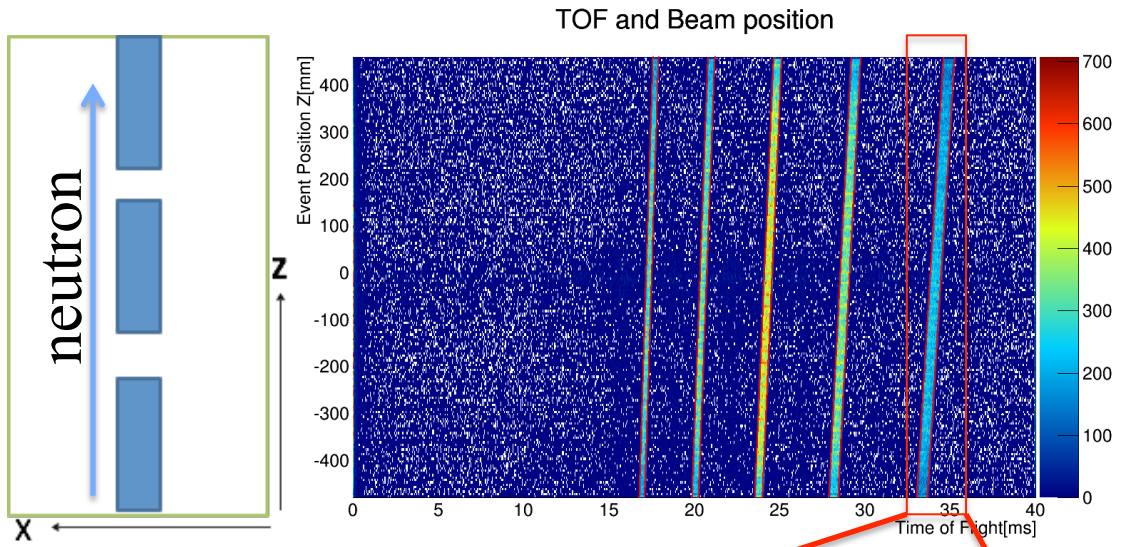 TOF and Beam position
neutron
Z
X
Event Position Z[mm]
400
300
200
100
0
-100
-200
-300
-400
0 5 10 15 20 25 30 35 40
Time of Fright[ms]
700
600
500
400
300
200
100
0